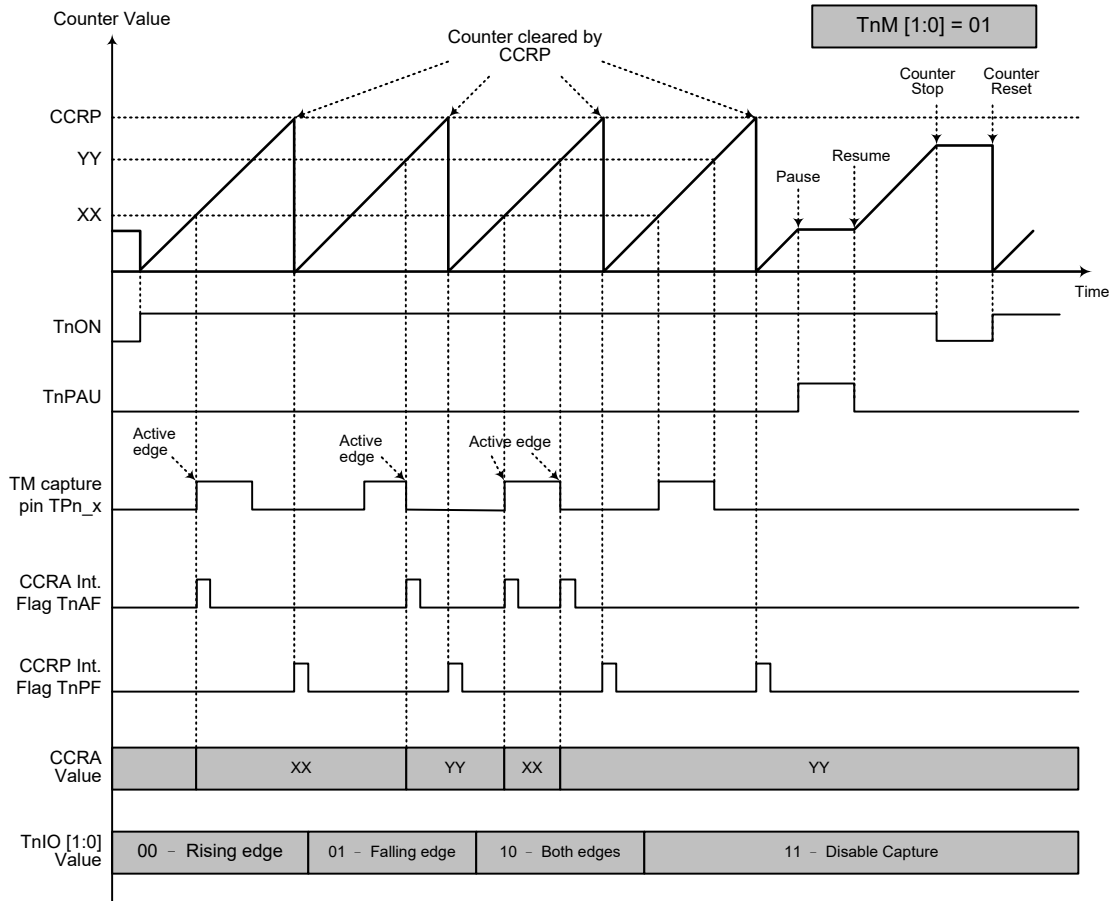 Counter Value
TnM [1:0] = 01
Counter cleared by
CCRP
Counter
Stop
Counter
Reset
CCRP
YY
Resume
Pause
XX
Time
TnON
TnPAU
Active
edge
Active
edge
Active edge
TM capture
pin TPn_x
CCRA Int.
Flag TnAF
CCRP Int.
Flag TnPF
CCRA
Value
XX
YY
XX
YY
TnIO [1:0]
Value
00 – Rising edge
01 – Falling edge
10 – Both edges
11 – Disable Capture